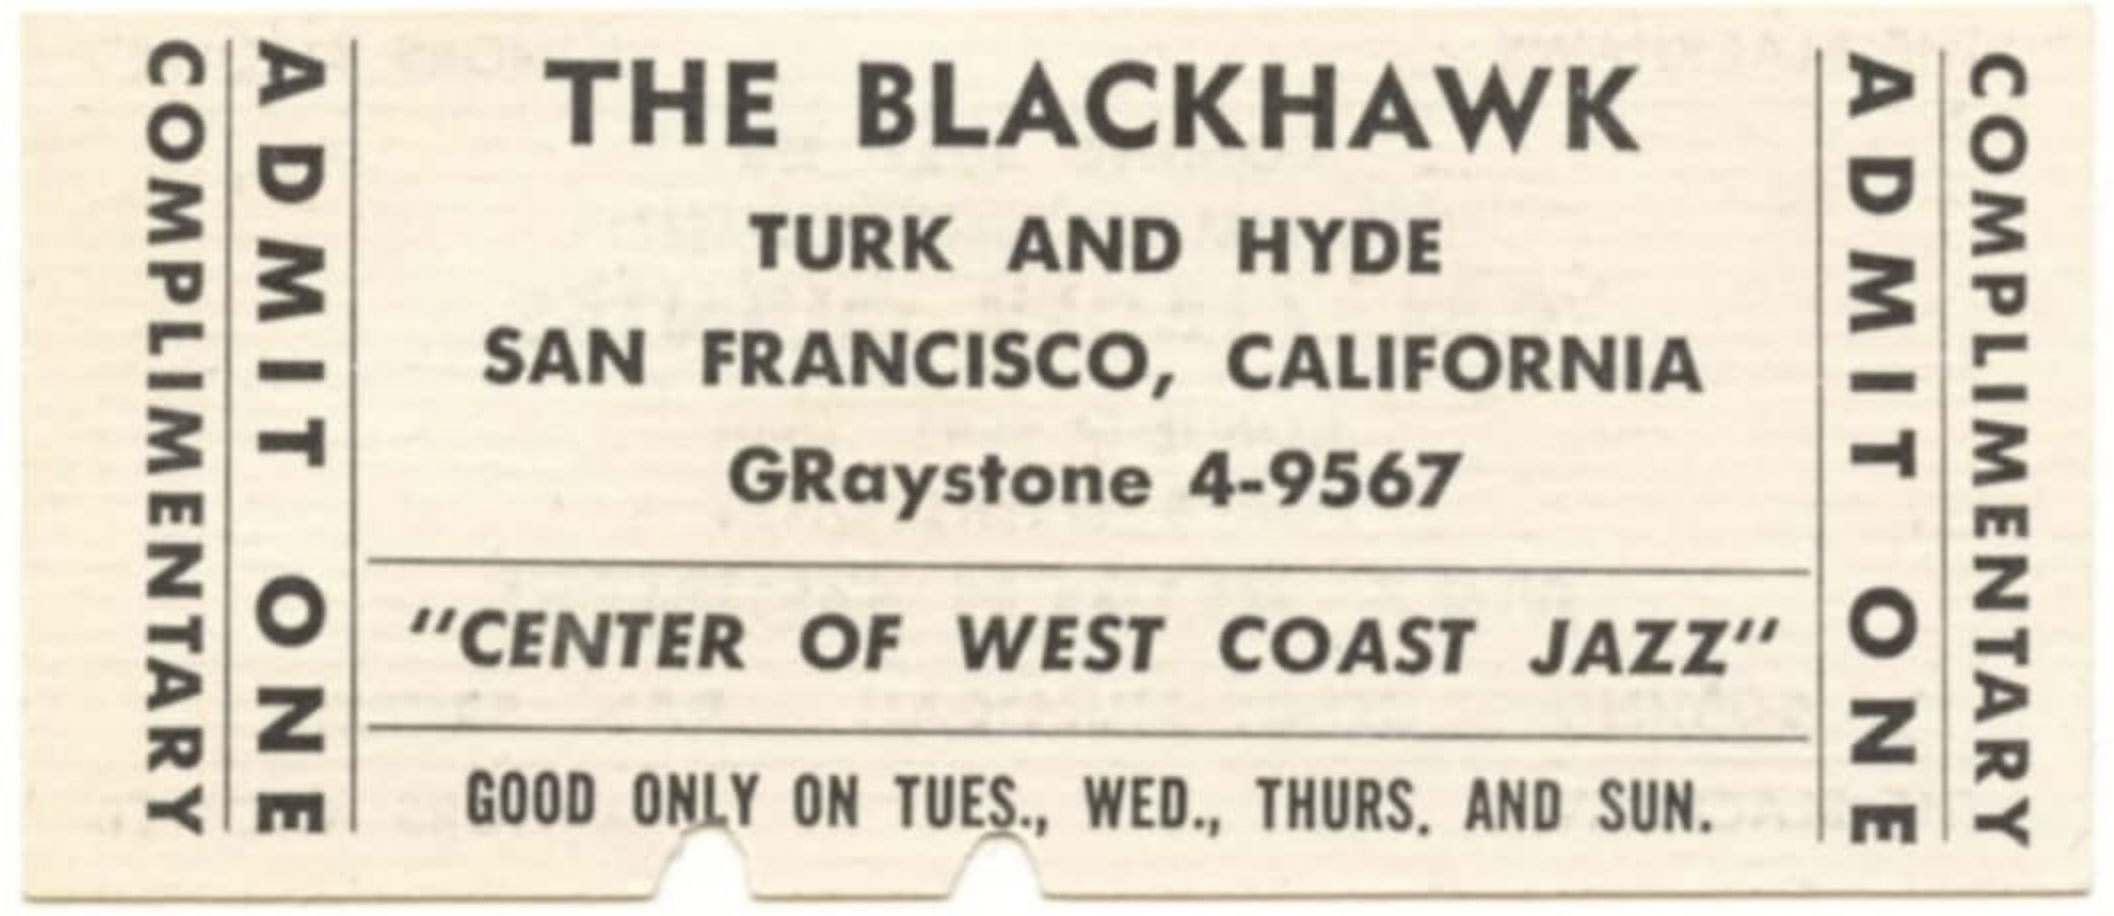 COMPLIMENTARY
ADMIT ONE
THE BLACKHAWK
TURK AND HYDE
SAN FRANCISCO, CALIFORNIA
GRaystone 4-9567
"CENTER OF WEST COAST JAZZ"
GOOD ONLY ON TUES., WED., THURS. AND SUN.
ADMIT ONE
COMPLIMENTARY